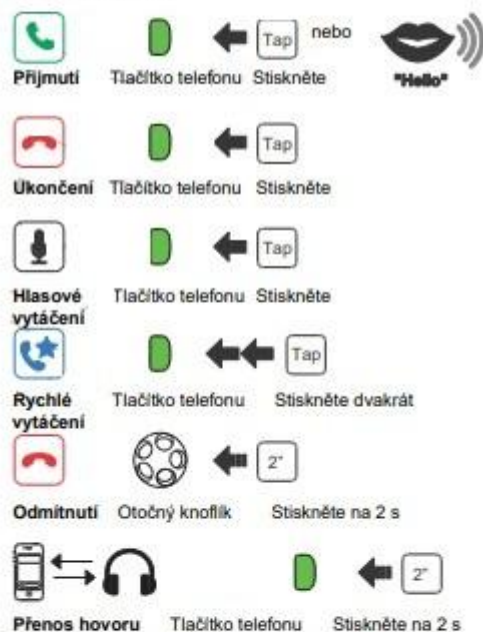 Tap nebo
"Hello"
Přijmutí Tlačítko telefonu Stiskněte
Tap
Ukončení Tlačítko telefonu Stiskněte
Tap
Hlasové Tlačítko telefonu Stiskněte
vytáčení
Tap
Rychlé Tlačítko telefonu Stiskněte dvakrát
vytáčení
2"
Odmítnutí Otočný knoflík Stiskněte na 2 s
2"
Přenos hovoru Tlačítko telefonu Stiskněte na 2 s